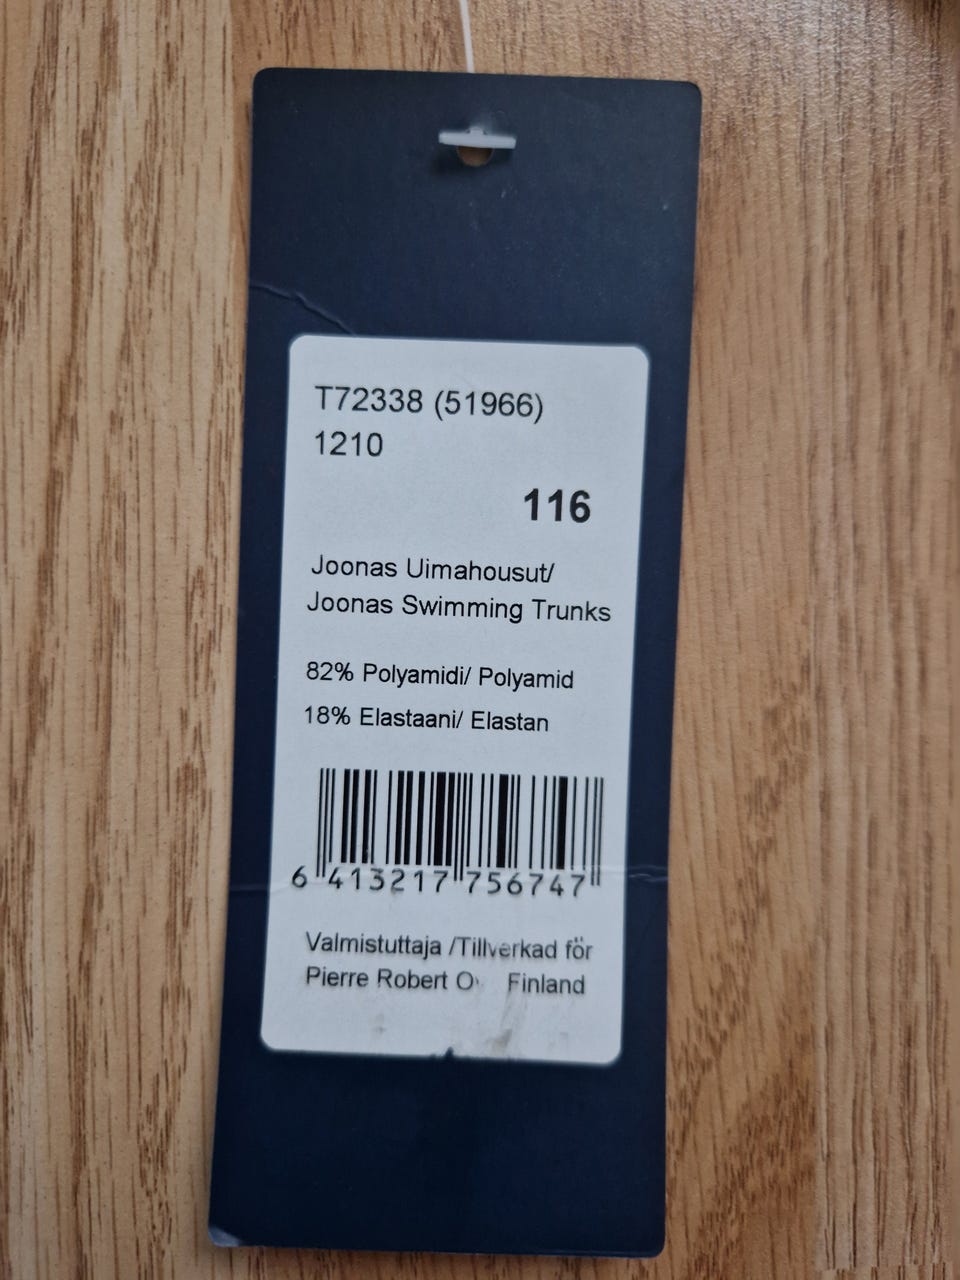 T72338 (51966)
1210
116
Joonas Uimahousut/
Joonas Swimming Trunks
82% Polyamidi/ Polyamid
18% Elastaani/ Elastan
6 413217 756747
Valmistuttaja /Tillverkad för
Pierre Robert Finland